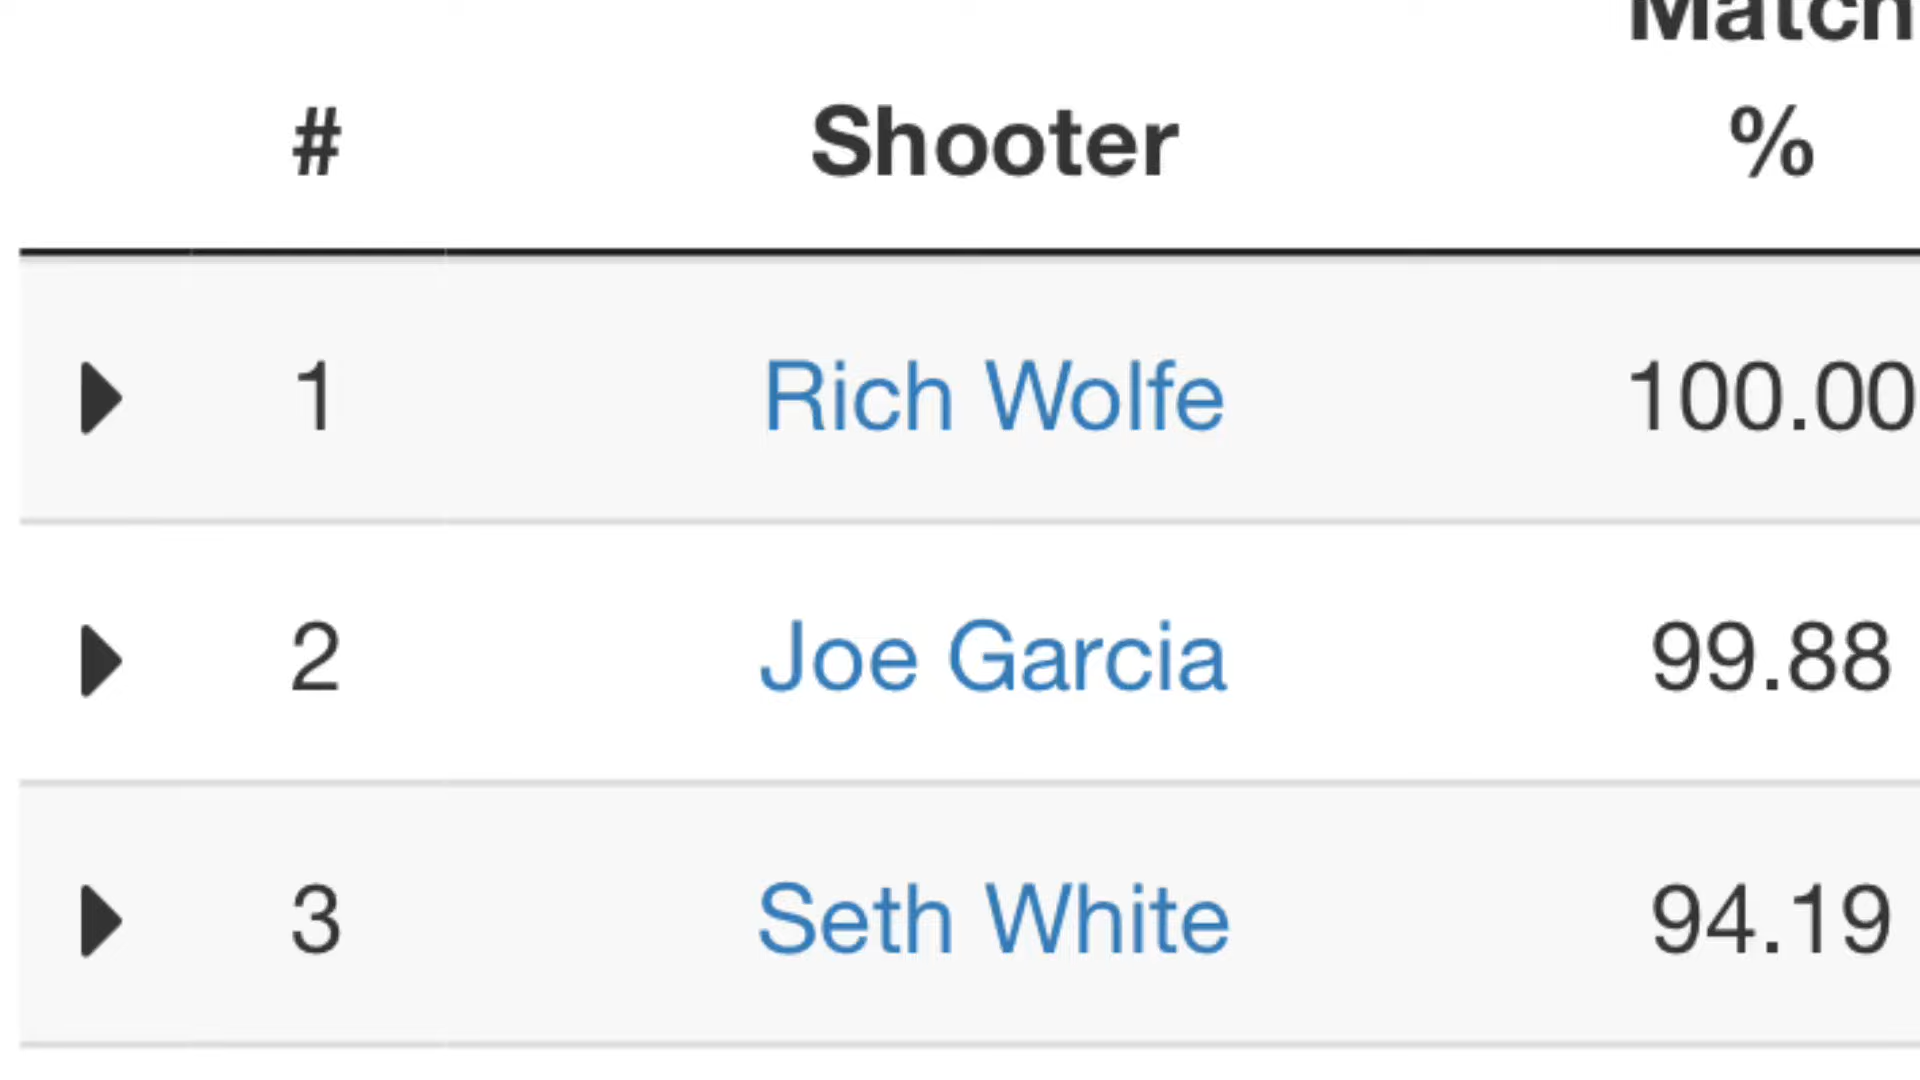 Match
# Shooter %
1 Rich Wolfe 100.00
2 Joe Garcia 99.88
3 Seth White 94.19